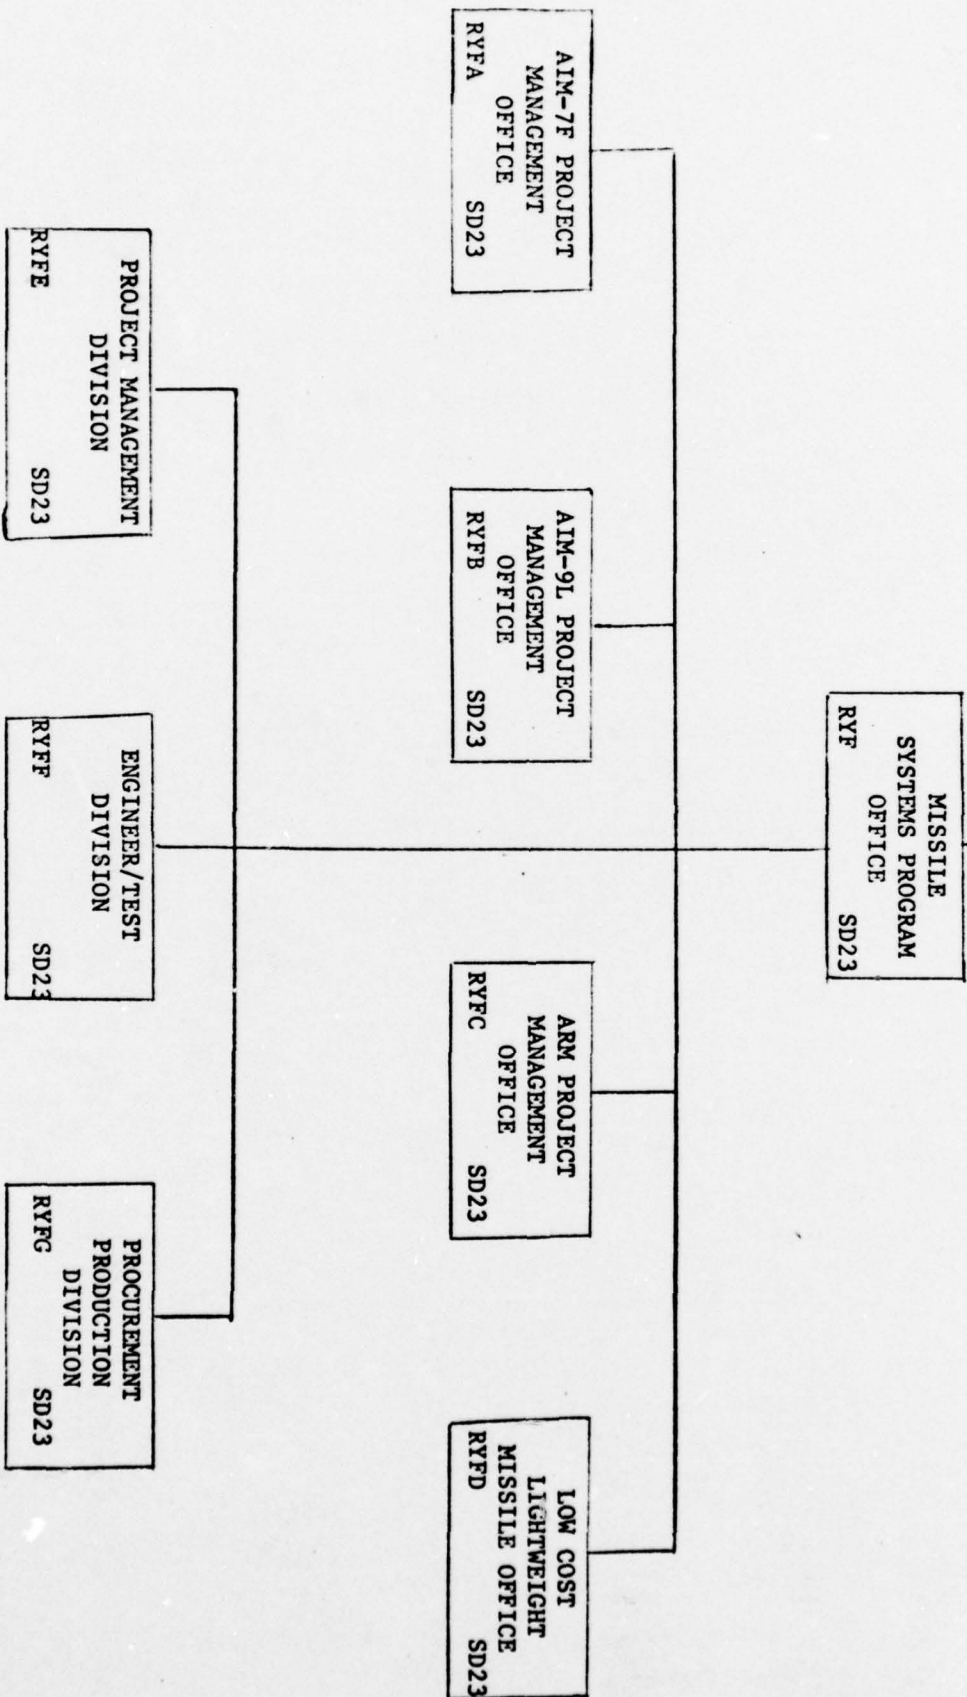 MISSILE
SYSTEMS PROGRAM
OFFICE
RYF SD23
AIM-7F PROJECT
MANAGEMENT
OFFICE
RYFA SD23
AIM-9L PROJECT
MANAGEMENT
OFFICE
RYFB SD23
ARM PROJECT
MANAGEMENT
OFFICE
RYFC SD23
LOW COST
LIGHTWEIGHT
MISSILE OFFICE
RYFD SD23
PROJECT MANAGEMENT
DIVISION
RYFE SD23
ENGINEER/TEST
DIVISION
RYFF SD23
PROCUREMENT
PRODUCTION
DIVISION
RYFG SD23